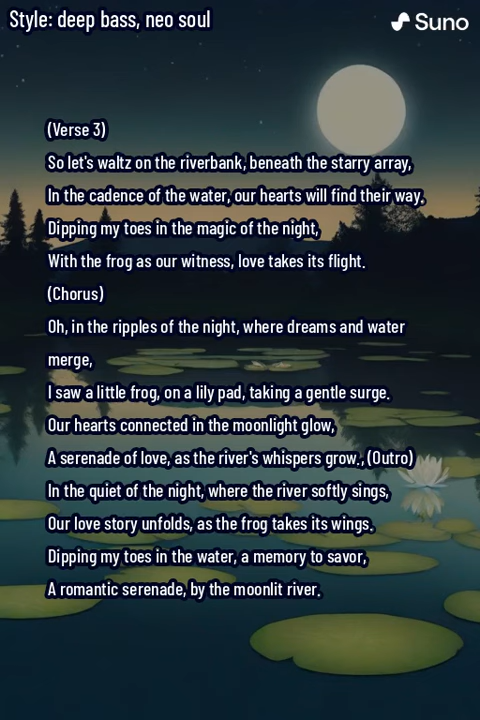 Style: deep bass, neo soul
Suno
(Verse 3)
So let's waltz on the riverbank, beneath the starry array,
In the cadence of the water, our hearts will find their way.
Dipping my toes in the magic of the night,
With the frog as our witness, love takes its flight.
(Chorus)
Oh, in the ripples of the night, where dreams and water
merge,
I saw a little frog, on a lily pad, taking a gentle surge.
Our hearts connected in the moonlight glow,
A serenade of love, as the river's whispers grow., (Outro)
In the quiet of the night, where the river softly sings,
Our love story unfolds, as the frog takes its wings.
Dipping my toes in the water, a memory to savor,
A romantic serenade, by the moonlit river.